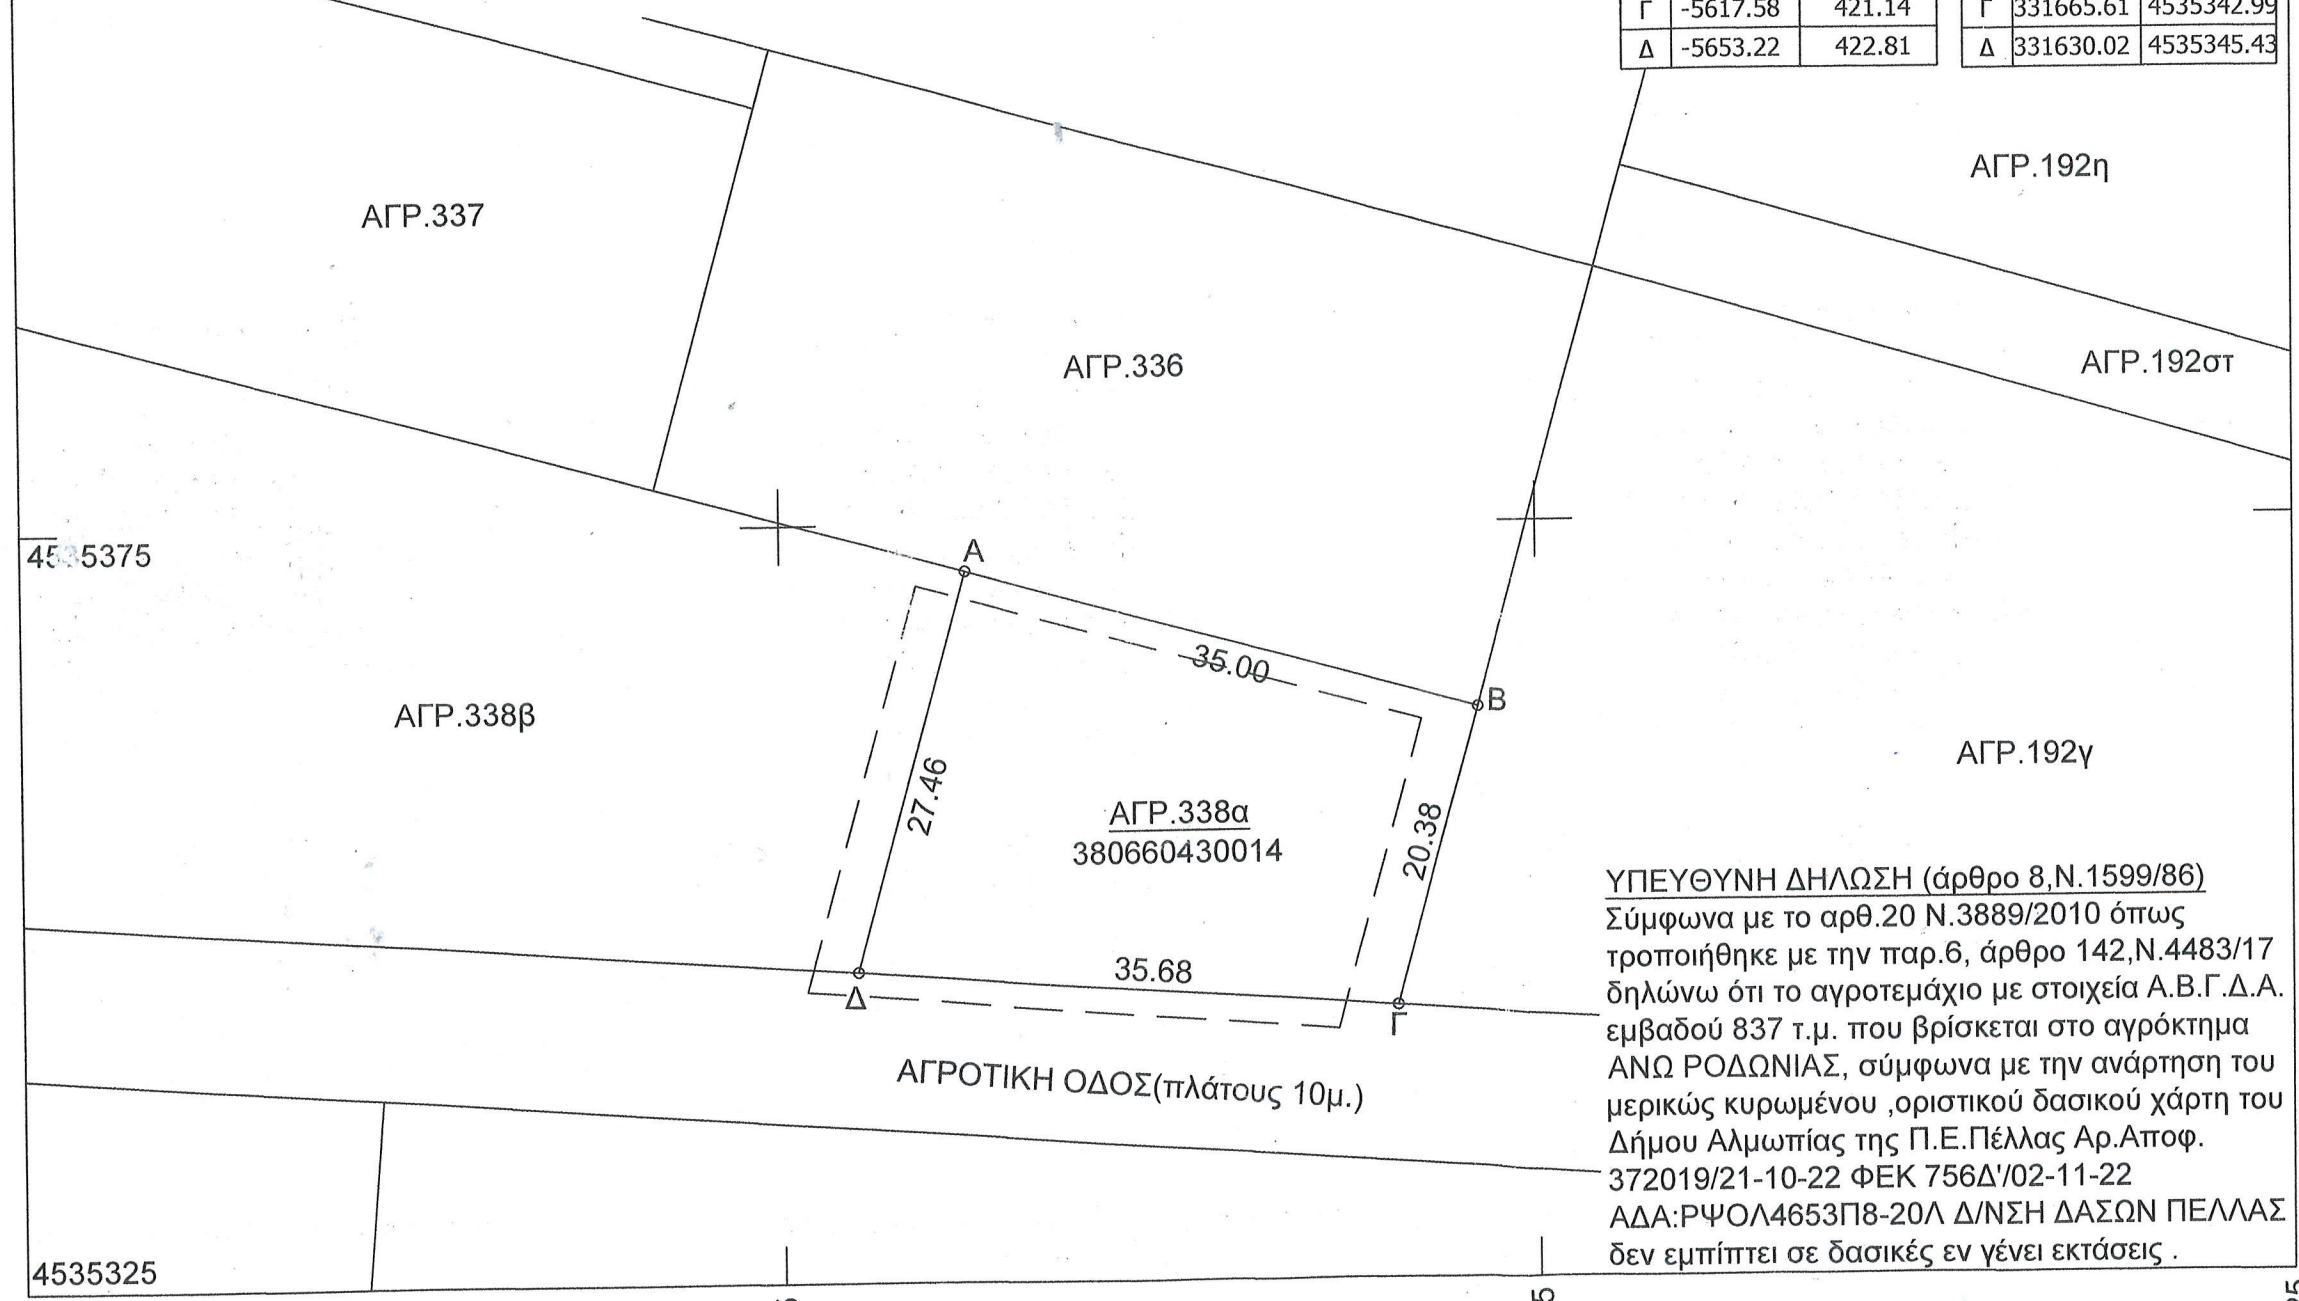 Γ -5617.58 421.14 Γ 331665.61 4535342.99
Δ -5653.22 422.81 Δ 331630.02 4535345.43
ΑΓΡ.192η
ΑΓΡ.337
ΑΓΡ.336
ΑΓΡ.192στ
4535375
Α
35.00
Β
ΑΓΡ.338β
ΑΓΡ.192γ
27.46
ΑΓΡ.338α
380660430014
20.38
35.68
Δ
Γ
ΑΓΡΟΤΙΚΗ ΟΔΟΣ(πλάτους 10μ.)
ΥΠΕΥΘΥΝΗ ΔΗΛΩΣΗ (άρθρο 8,Ν.1599/86)
Σύμφωνα με το αρθ.20 Ν.3889/2010 όπως
τροποιήθηκε με την παρ.6, άρθρο 142,Ν.4483/17
δηλώνω ότι το αγροτεμάχιο με στοιχεία Α.Β.Γ.Δ.Α.
εμβαδού 837 τ.μ. που βρίσκεται στο αγρόκτημα
ΑΝΩ ΡΟΔΩΝΙΑΣ, σύμφωνα με την ανάρτηση του
μερικώς κυρωμένου ,οριστικού δασικού χάρτη του
Δήμου Αλμωπίας της Π.Ε.Πέλλας Αρ.Αποφ.
372019/21-10-22 ΦΕΚ 756Δ'/02-11-22
ΑΔΑ:ΡΨΟΛ4653Π8-20Λ Δ/ΝΣΗ ΔΑΣΩΝ ΠΕΛΛΑΣ
δεν εμπίπτει σε δασικές εν γένει εκτάσεις .
4535325